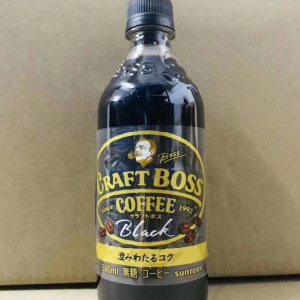 Boss
CRAFT BOSS
COFFEE
Since 1992
クラフトボス
Black
澄みわたるコク
500ml 無糖 コーヒー SUNTORY